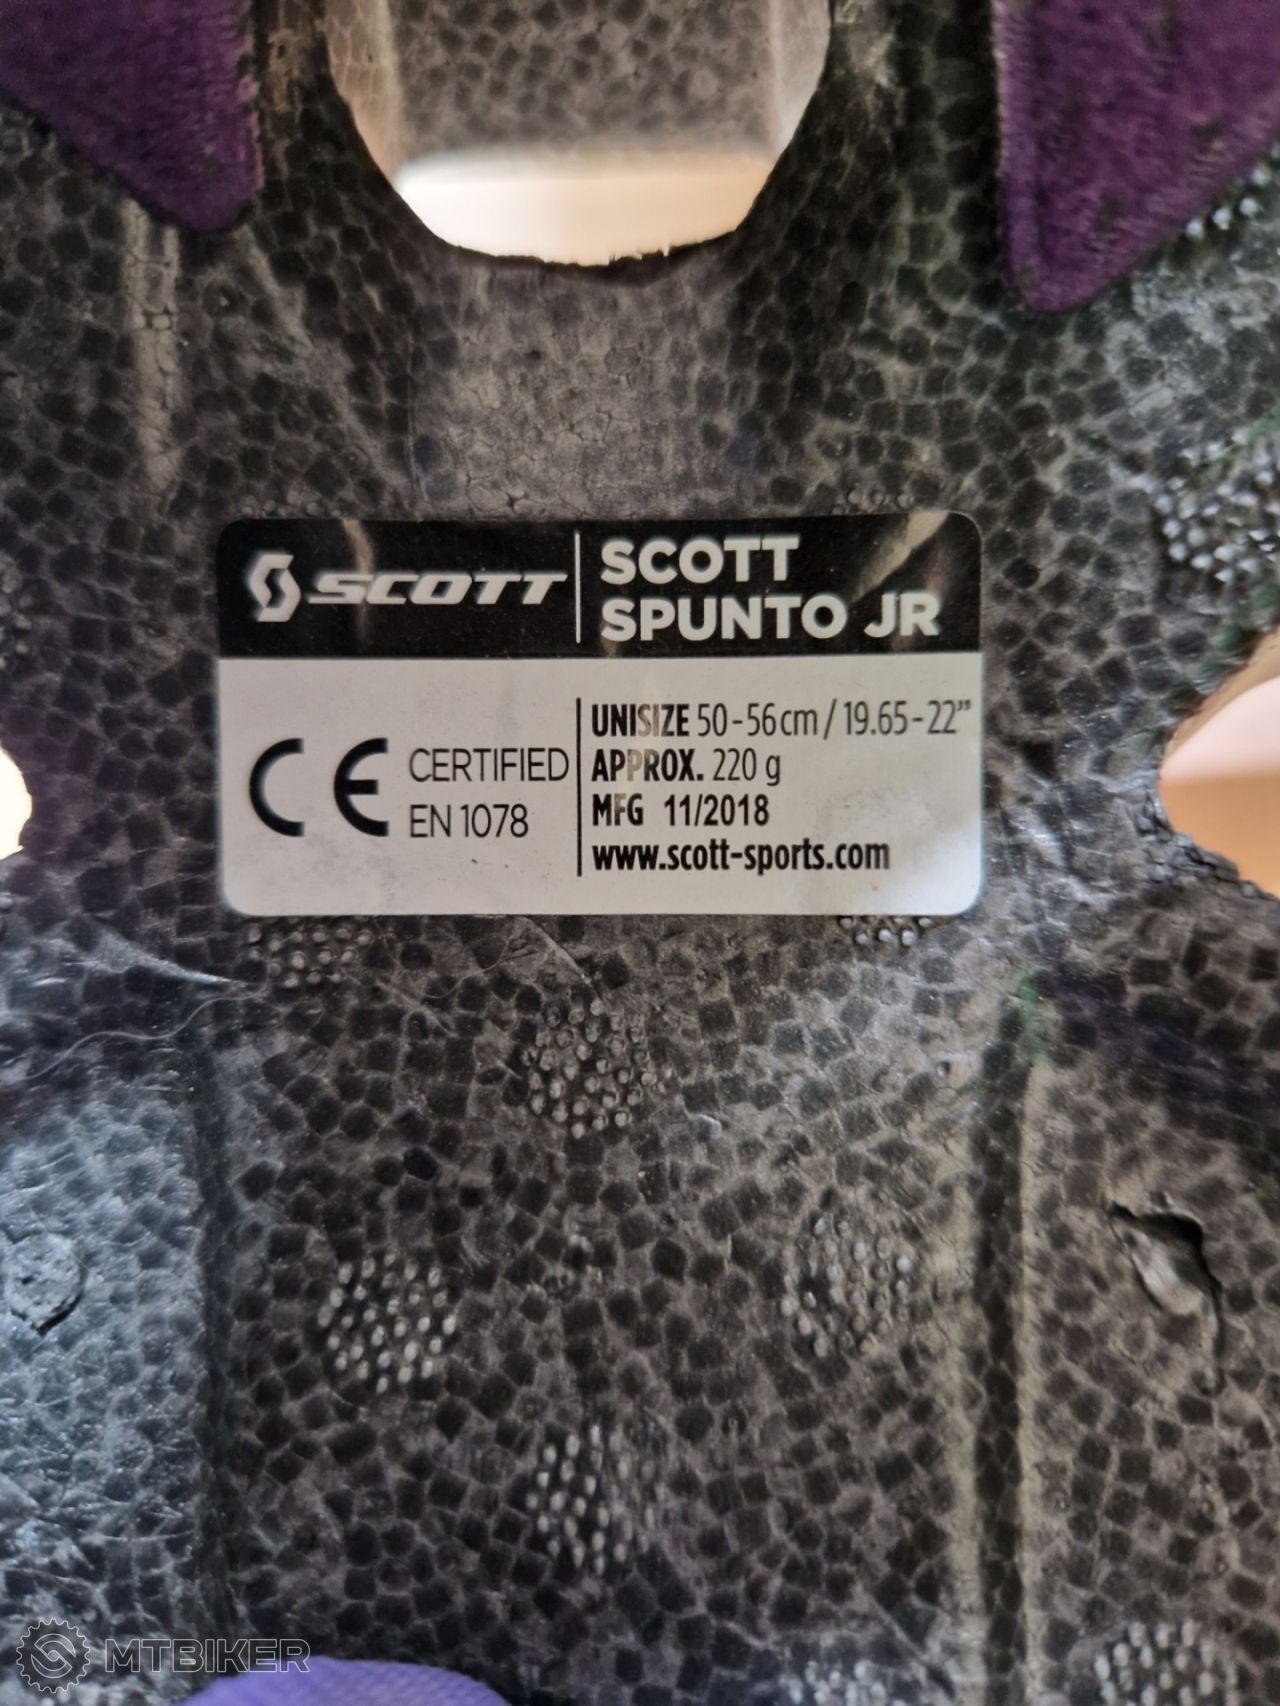 SCOTT
SCOTT
SPUNTO JR
CE CERTIFIED
EN 1078
UNISIZE 50-56cm / 19.65-22”
APPROX. 220 g
MFG 11/2018
www.scott-sports.com
MTBIKER